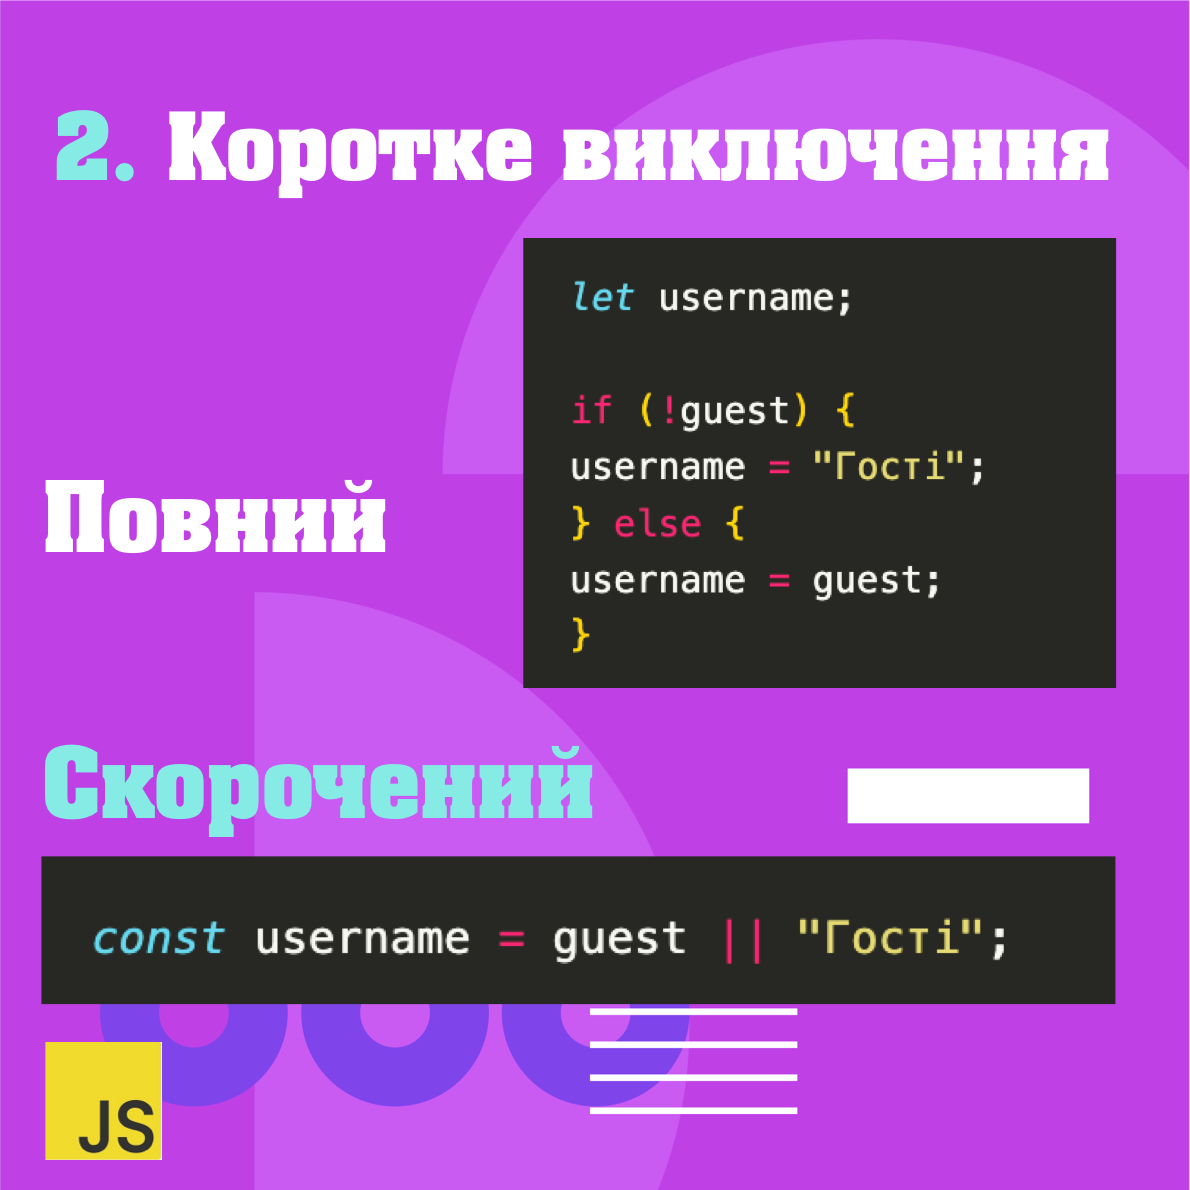 2. Коротке виключення
let username;
if (!guest) {
username = "Гості";
} else {
username = guest;
}
Повний
Скорочений
const username = guest || "Гості";
JS